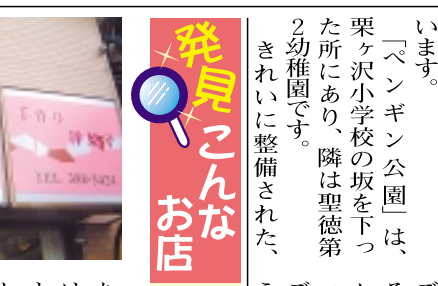 います。
「ペンギン公園」は、
栗ヶ沢小学校の坂を下っ
た所にあり、隣は聖徳第
2幼稚園です。
きれいに整備された、
発見こんな
お店